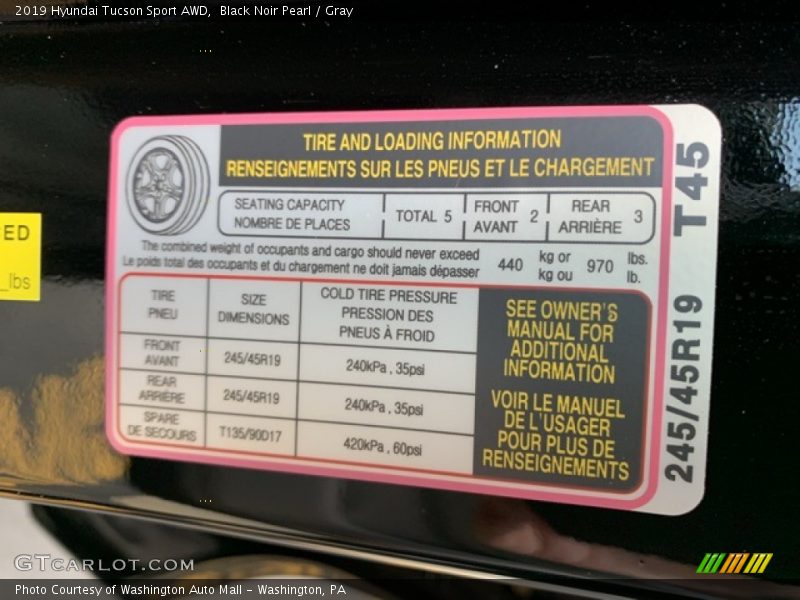 2019 Hyundai Tucson Sport AWD, Black Noir Pearl / Gray
ED
_lbs
TIRE AND LOADING INFORMATION
RENSEIGNEMENTS SUR LES PNEUS ET LE CHARGEMENT
SEATING CAPACITY
NOMBRE DE PLACES
TOTAL 5
FRONT
AVANT
2
REAR
ARRIÈRE
3
The combined weight of occupants and cargo should never exceed
Le poids total des occupants et du chargement ne doit jamais dépasser
440
kg or
kg ou
970
lbs.
lb.
TIRE
PNEU
SIZE
DIMENSIONS
COLD TIRE PRESSURE
PRESSION DES
PNEUS À FROID
FRONT
AVANT
245/45R19
240kPa , 35psi
REAR
ARRIÈRE
245/45R19
240kPa , 35psi
SPARE
DE SECOURS
T135/90D17
420kPa , 60psi
SEE OWNER'S
MANUAL FOR
ADDITIONAL
INFORMATION
VOIR LE MANUEL
DE L'USAGER
POUR PLUS DE
RENSEIGNEMENTS
245/45R19 T45
GTCARLOT.COM
Photo Courtesy of Washington Auto Mall - Washington, PA